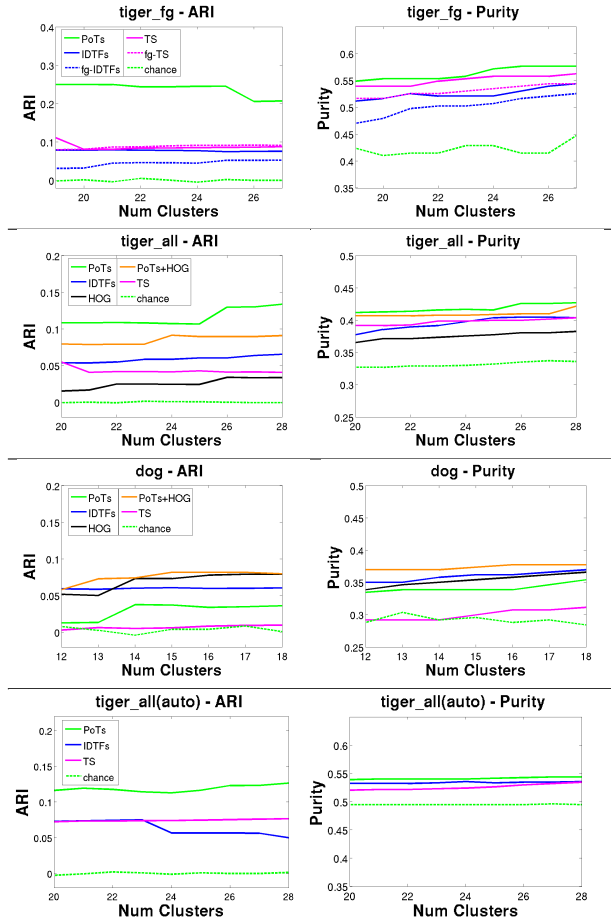 tiger_fg - ARI
ARI
0.4
0.3
0.2
0.1
0
PoTs TS
IDTFs fg-TS
fg-IDTFs chance
20 22 24 26
Num Clusters
tiger_fg - Purity
Purity
0.55
0.5
0.45
0.4
0.35
20 22 24 26
Num Clusters
tiger_all - ARI
ARI
0.2
0.15
0.1
0.05
0
PoTs PoTs+HOG
IDTFs TS
HOG chance
20 22 24 26 28
Num Clusters
tiger_all - Purity
Purity
0.5
0.45
0.4
0.35
0.3
0.25
20 22 24 26 28
Num Clusters
dog - ARI
ARI
0.2
0.15
0.1
0.05
0
PoTs PoTs+HOG
IDTFs TS
HOG chance
12 13 14 15 16 17 18
Num Clusters
dog - Purity
Purity
0.5
0.45
0.4
0.35
0.3
0.25
12 13 14 15 16 17 18
Num Clusters
tiger_all(auto) - ARI
ARI
0.2
0.15
0.1
0.05
0
PoTs
IDTFs
TS
chance
20 22 24 26 28
Num Clusters
tiger_all(auto) - Purity
Purity
0.55
0.5
0.45
0.4
0.35
20 22 24 26 28
Num Clusters